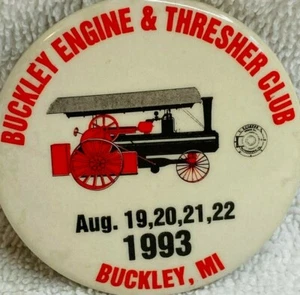 BUCKLEY ENGINE & THRESHER CLUB
Aug. 19,20,21,22
1993
BUCKLEY, MI